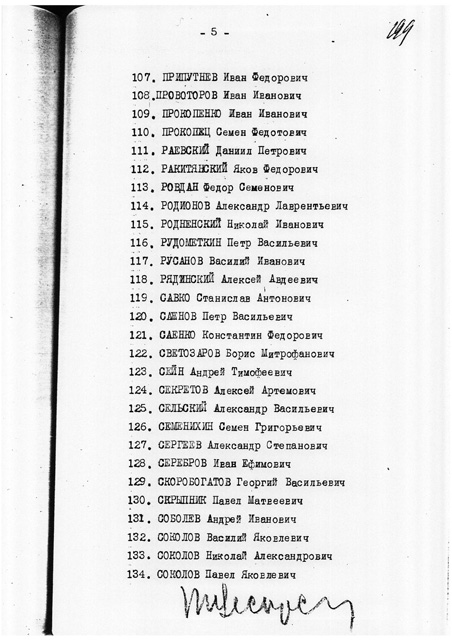 - 5 -
199
107. ПРИПУТНЕВ Иван Федорович
108. ПРОВОТОРОВ Иван Иванович
109. ПРОКОПЕНКО Иван Иванович
110. ПРОКОПЕЦ Семен Федотович
111. РАЕВСКИЙ Даниил Петрович
112. РАКИТЯНСКИЙ Яков Федорович
113. РОВДАН Федор Семенович
114. РОДИОНОВ Александр Лаврентьевич
115. РОДНЕНСКИЙ Николай Иванович
116. РУДОМЕТКИН Петр Васильевич
117. РУСАНОВ Василий Иванович
118. РЯДИНСКИЙ Алексей Авдеевич
119. САВКО Станислав Антонович
120. САЕНОВ Петр Васильевич
121. САЕНКО Константин Федорович
122. СВЕТОЗАРОВ Борис Митрофанович
123. СЕЙН Андрей Тимофеевич
124. СЕКРЕТОВ Алексей Артемович
125. СЕЛЬСКИЙ Александр Васильевич
126. СЕМЕНИХИН Семен Григорьевич
127. СЕРГЕЕВ Александр Степанович
128. СЕРЕБРОВ Иван Ефимович
129. СКОРОБОГАТОВ Георгий Васильевич
130. СКРЫПНИК Павел Матвеевич
131. СОБОЛЕВ Андрей Иванович
132. СОКОЛОВ Василий Яковлевич
133. СОКОЛОВ Николай Александрович
134. СОКОЛОВ Павел Яковлевич